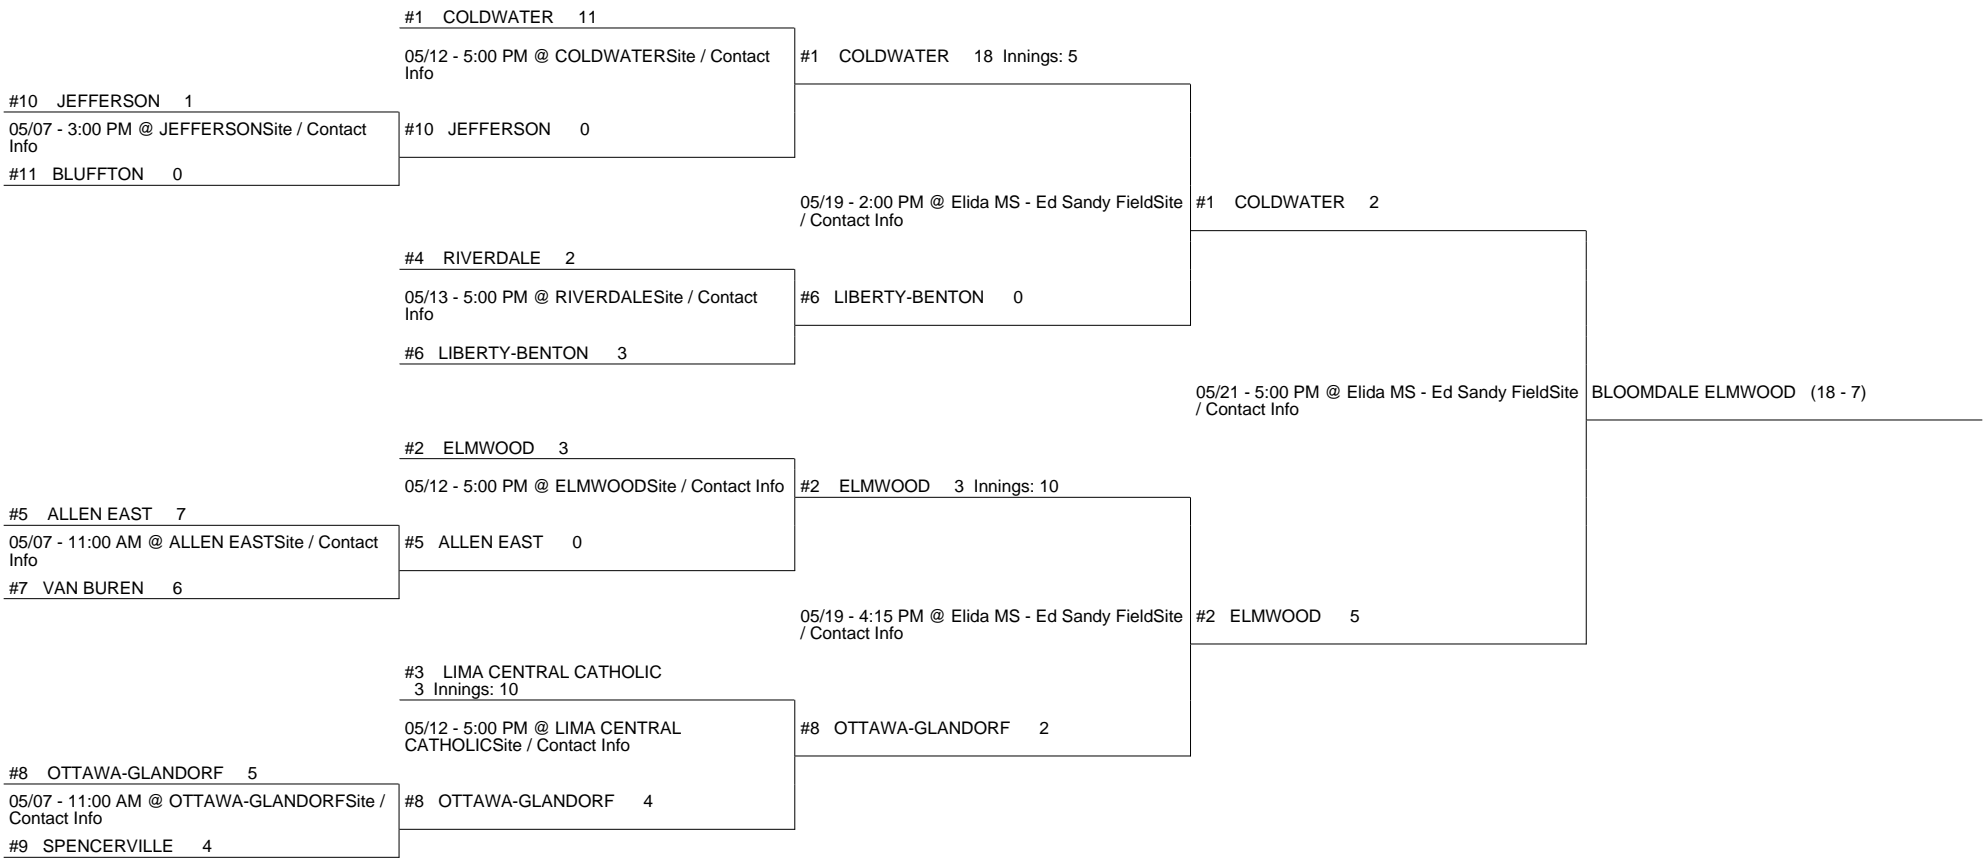 #1 COLDWATER 11
05/12 - 5:00 PM @ COLDWATERSite / Contact
Info
#1 COLDWATER 18 Innings: 5
#10 JEFFERSON 1
05/07 - 3:00 PM @ JEFFERSONSite / Contact
Info
#10 JEFFERSON 0
#11 BLUFFTON 0
05/19 - 2:00 PM @ Elida MS - Ed Sandy FieldSite
/ Contact Info
#1 COLDWATER 2
#4 RIVERDALE 2
05/13 - 5:00 PM @ RIVERDALESite / Contact
Info
#6 LIBERTY-BENTON 0
#6 LIBERTY-BENTON 3
05/21 - 5:00 PM @ Elida MS - Ed Sandy FieldSite
/ Contact Info
BLOOMDALE ELMWOOD (18 - 7)
#2 ELMWOOD 3
05/12 - 5:00 PM @ ELMWOODSite / Contact Info
#2 ELMWOOD 3 Innings: 10
#5 ALLEN EAST 7
05/07 - 11:00 AM @ ALLEN EASTSite / Contact
Info
#5 ALLEN EAST 0
#7 VAN BUREN 6
05/19 - 4:15 PM @ Elida MS - Ed Sandy FieldSite
/ Contact Info
#2 ELMWOOD 5
#3 LIMA CENTRAL CATHOLIC
3 Innings: 10
05/12 - 5:00 PM @ LIMA CENTRAL
CATHOLICSite / Contact Info
#8 OTTAWA-GLANDORF 2
#8 OTTAWA-GLANDORF 5
05/07 - 11:00 AM @ OTTAWA-GLANDORFSite /
Contact Info
#8 OTTAWA-GLANDORF 4
#9 SPENCERVILLE 4